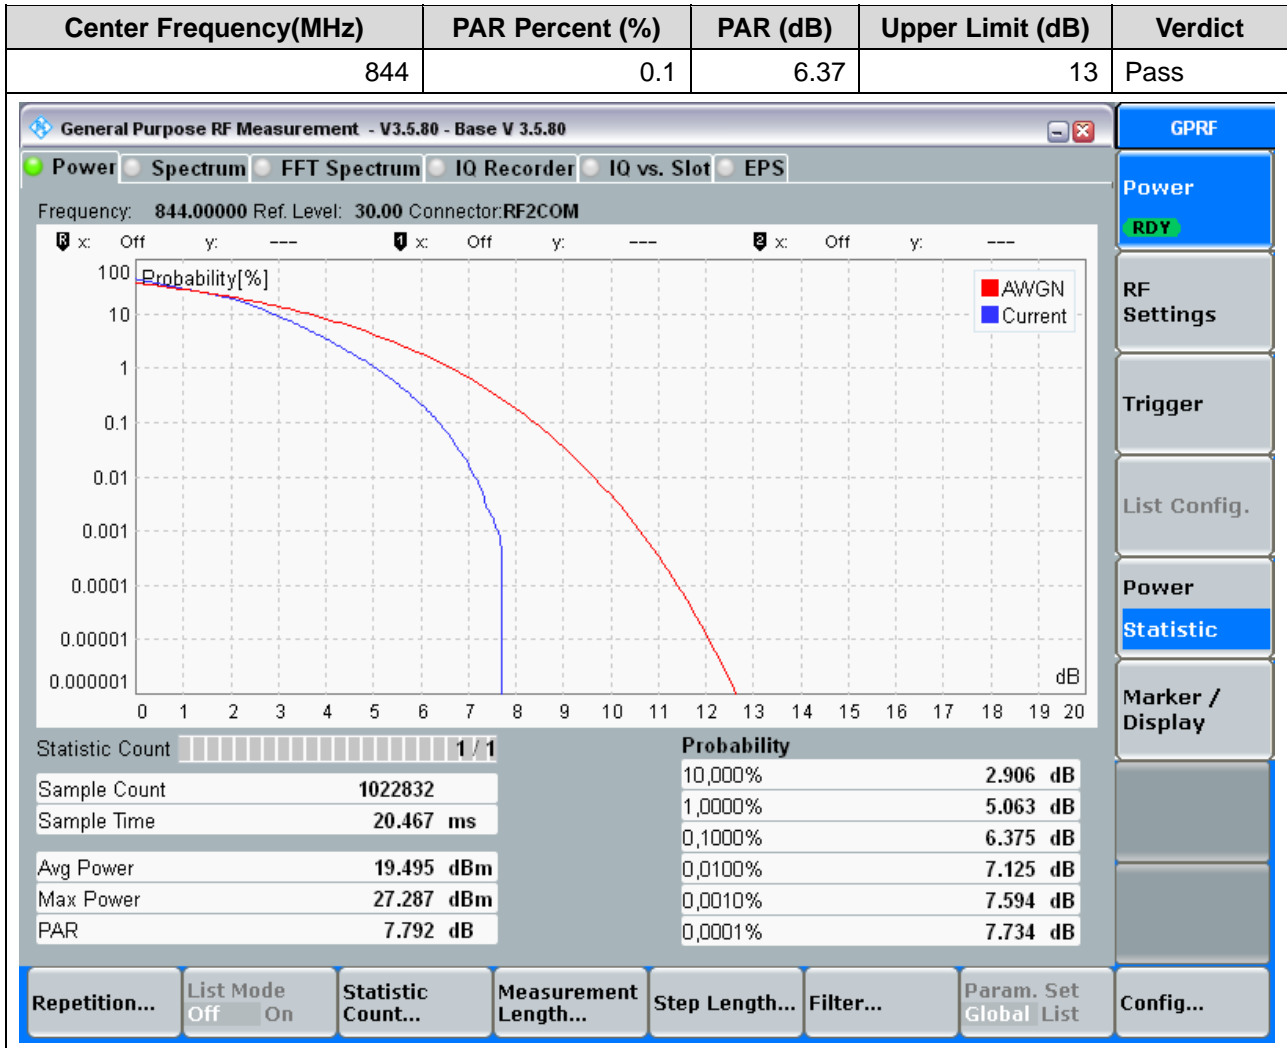 Center Frequency(MHz) PAR Percent (%) PAR (dB) Upper Limit (dB) Verdict
844 0.1 6.37 13 Pass
General Purpose RF Measurement - V3.5.80 - Base V 3.5.80
GPRF
Power Spectrum FFT Spectrum IQ Recorder IQ vs. Slot EPS
Power
RDY
Frequency: 844.00000 Ref. Level: 30.00 Connector:RF2COM
R x: Off y: --- 1 x: Off y: --- 2 x: Off y: ---
Probability[%]
100
10
1
0.1
0.01
0.001
0.0001
0.00001
0.000001
AWGN
Current
dB
0 1 2 3 4 5 6 7 8 9 10 11 12 13 14 15 16 17 18 19 20
RF
Settings
Trigger
List Config.
Power
Statistic
Marker /
Display
Statistic Count 1 / 1
Sample Count 1022832
Sample Time 20.467 ms
Avg Power 19.495 dBm
Max Power 27.287 dBm
PAR 7.792 dB
Probability
10,000% 2.906 dB
1,0000% 5.063 dB
0,1000% 6.375 dB
0,0100% 7.125 dB
0,0010% 7.594 dB
0,0001% 7.734 dB
Repetition...
List Mode
Off On
Statistic
Count...
Measurement
Length...
Step Length...
Filter...
Param. Set
Global List
Config...